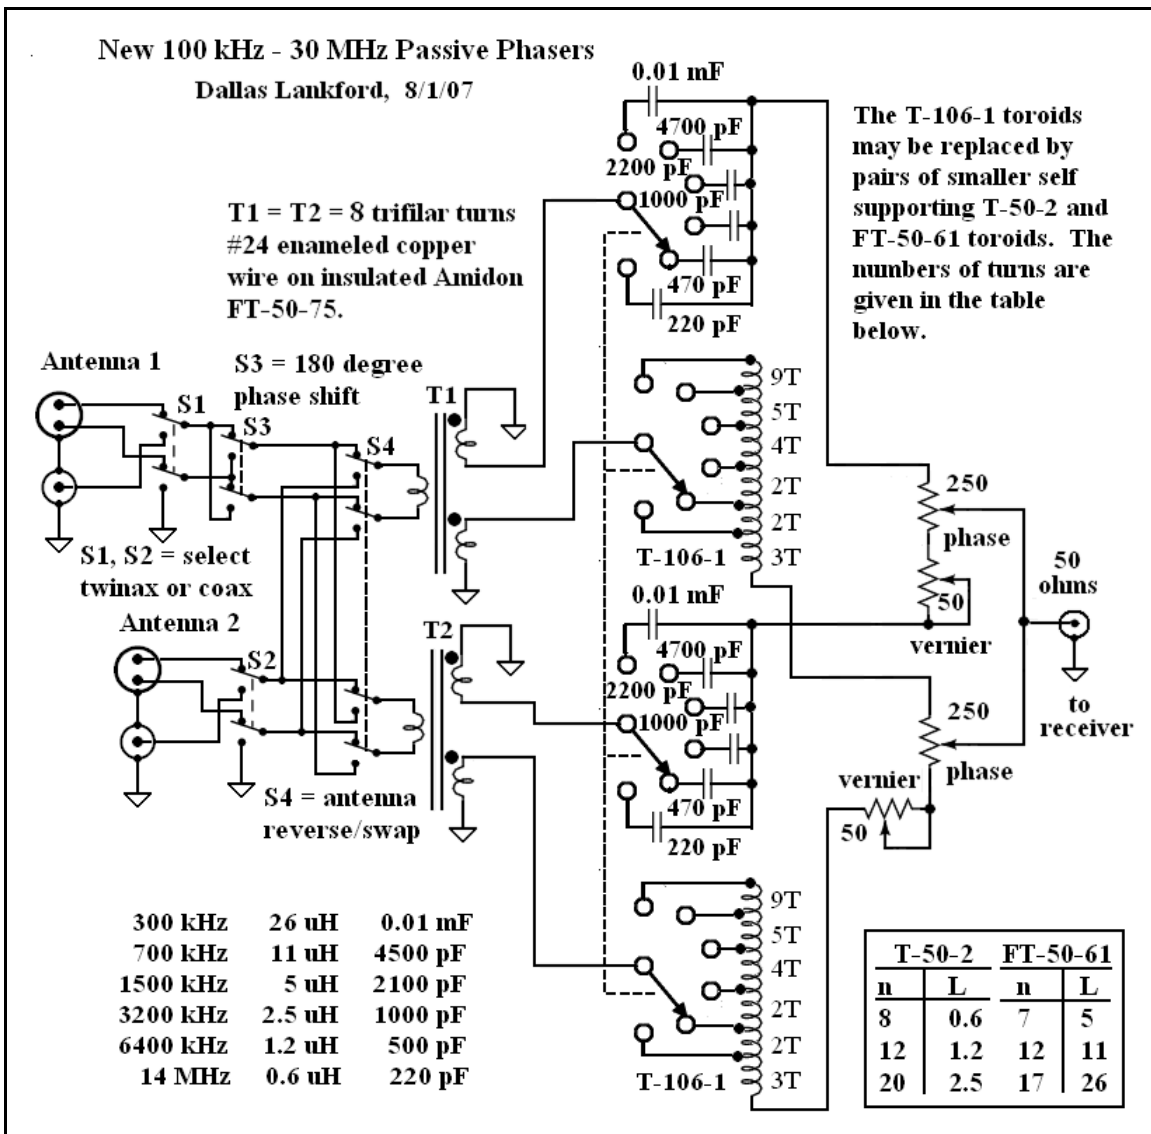 New 100 kHz - 30 MHz Passive Phasers
Dallas Lankford, 8/1/07
0.01 mF
4700 pF
2200 pF
1000 pF
470 pF
220 pF
The T-106-1 toroids
may be replaced by
pairs of smaller self
supporting T-50-2 and
FT-50-61 toroids. The
numbers of turns are
given in the table
below.
T1 = T2 = 8 trifilar turns
#24 enameled copper
wire on insulated Amidon
FT-50-75.
Antenna 1
S3 = 180 degree
phase shift
S1
S3
S4
T1
9T
5T
4T
2T
2T
3T
T-106-1
250
phase
50
vernier
50
ohms
to
receiver
S1, S2 = select
twinax or coax
Antenna 2
S2
T2
0.01 mF
4700 pF
2200 pF
1000 pF
470 pF
220 pF
250
phase
vernier
50
S4 = antenna
reverse/swap
9T
5T
4T
2T
2T
3T
T-106-1
300 kHz 26 uH 0.01 mF
700 kHz 11 uH 4500 pF
1500 kHz 5 uH 2100 pF
3200 kHz 2.5 uH 1000 pF
6400 kHz 1.2 uH 500 pF
14 MHz 0.6 uH 220 pF
T-50-2 FT-50-61
n L n L
8 0.6 7 5
12 1.2 12 11
20 2.5 17 26